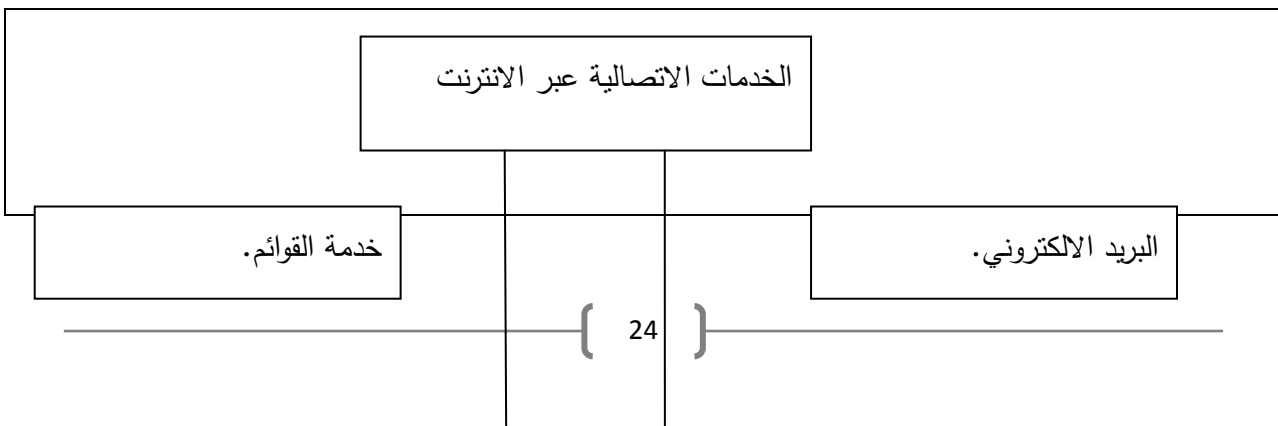 الخدمات الاتصالية عبر الانترنت
البريد الالكتروني.
خدمة القوائم.
24